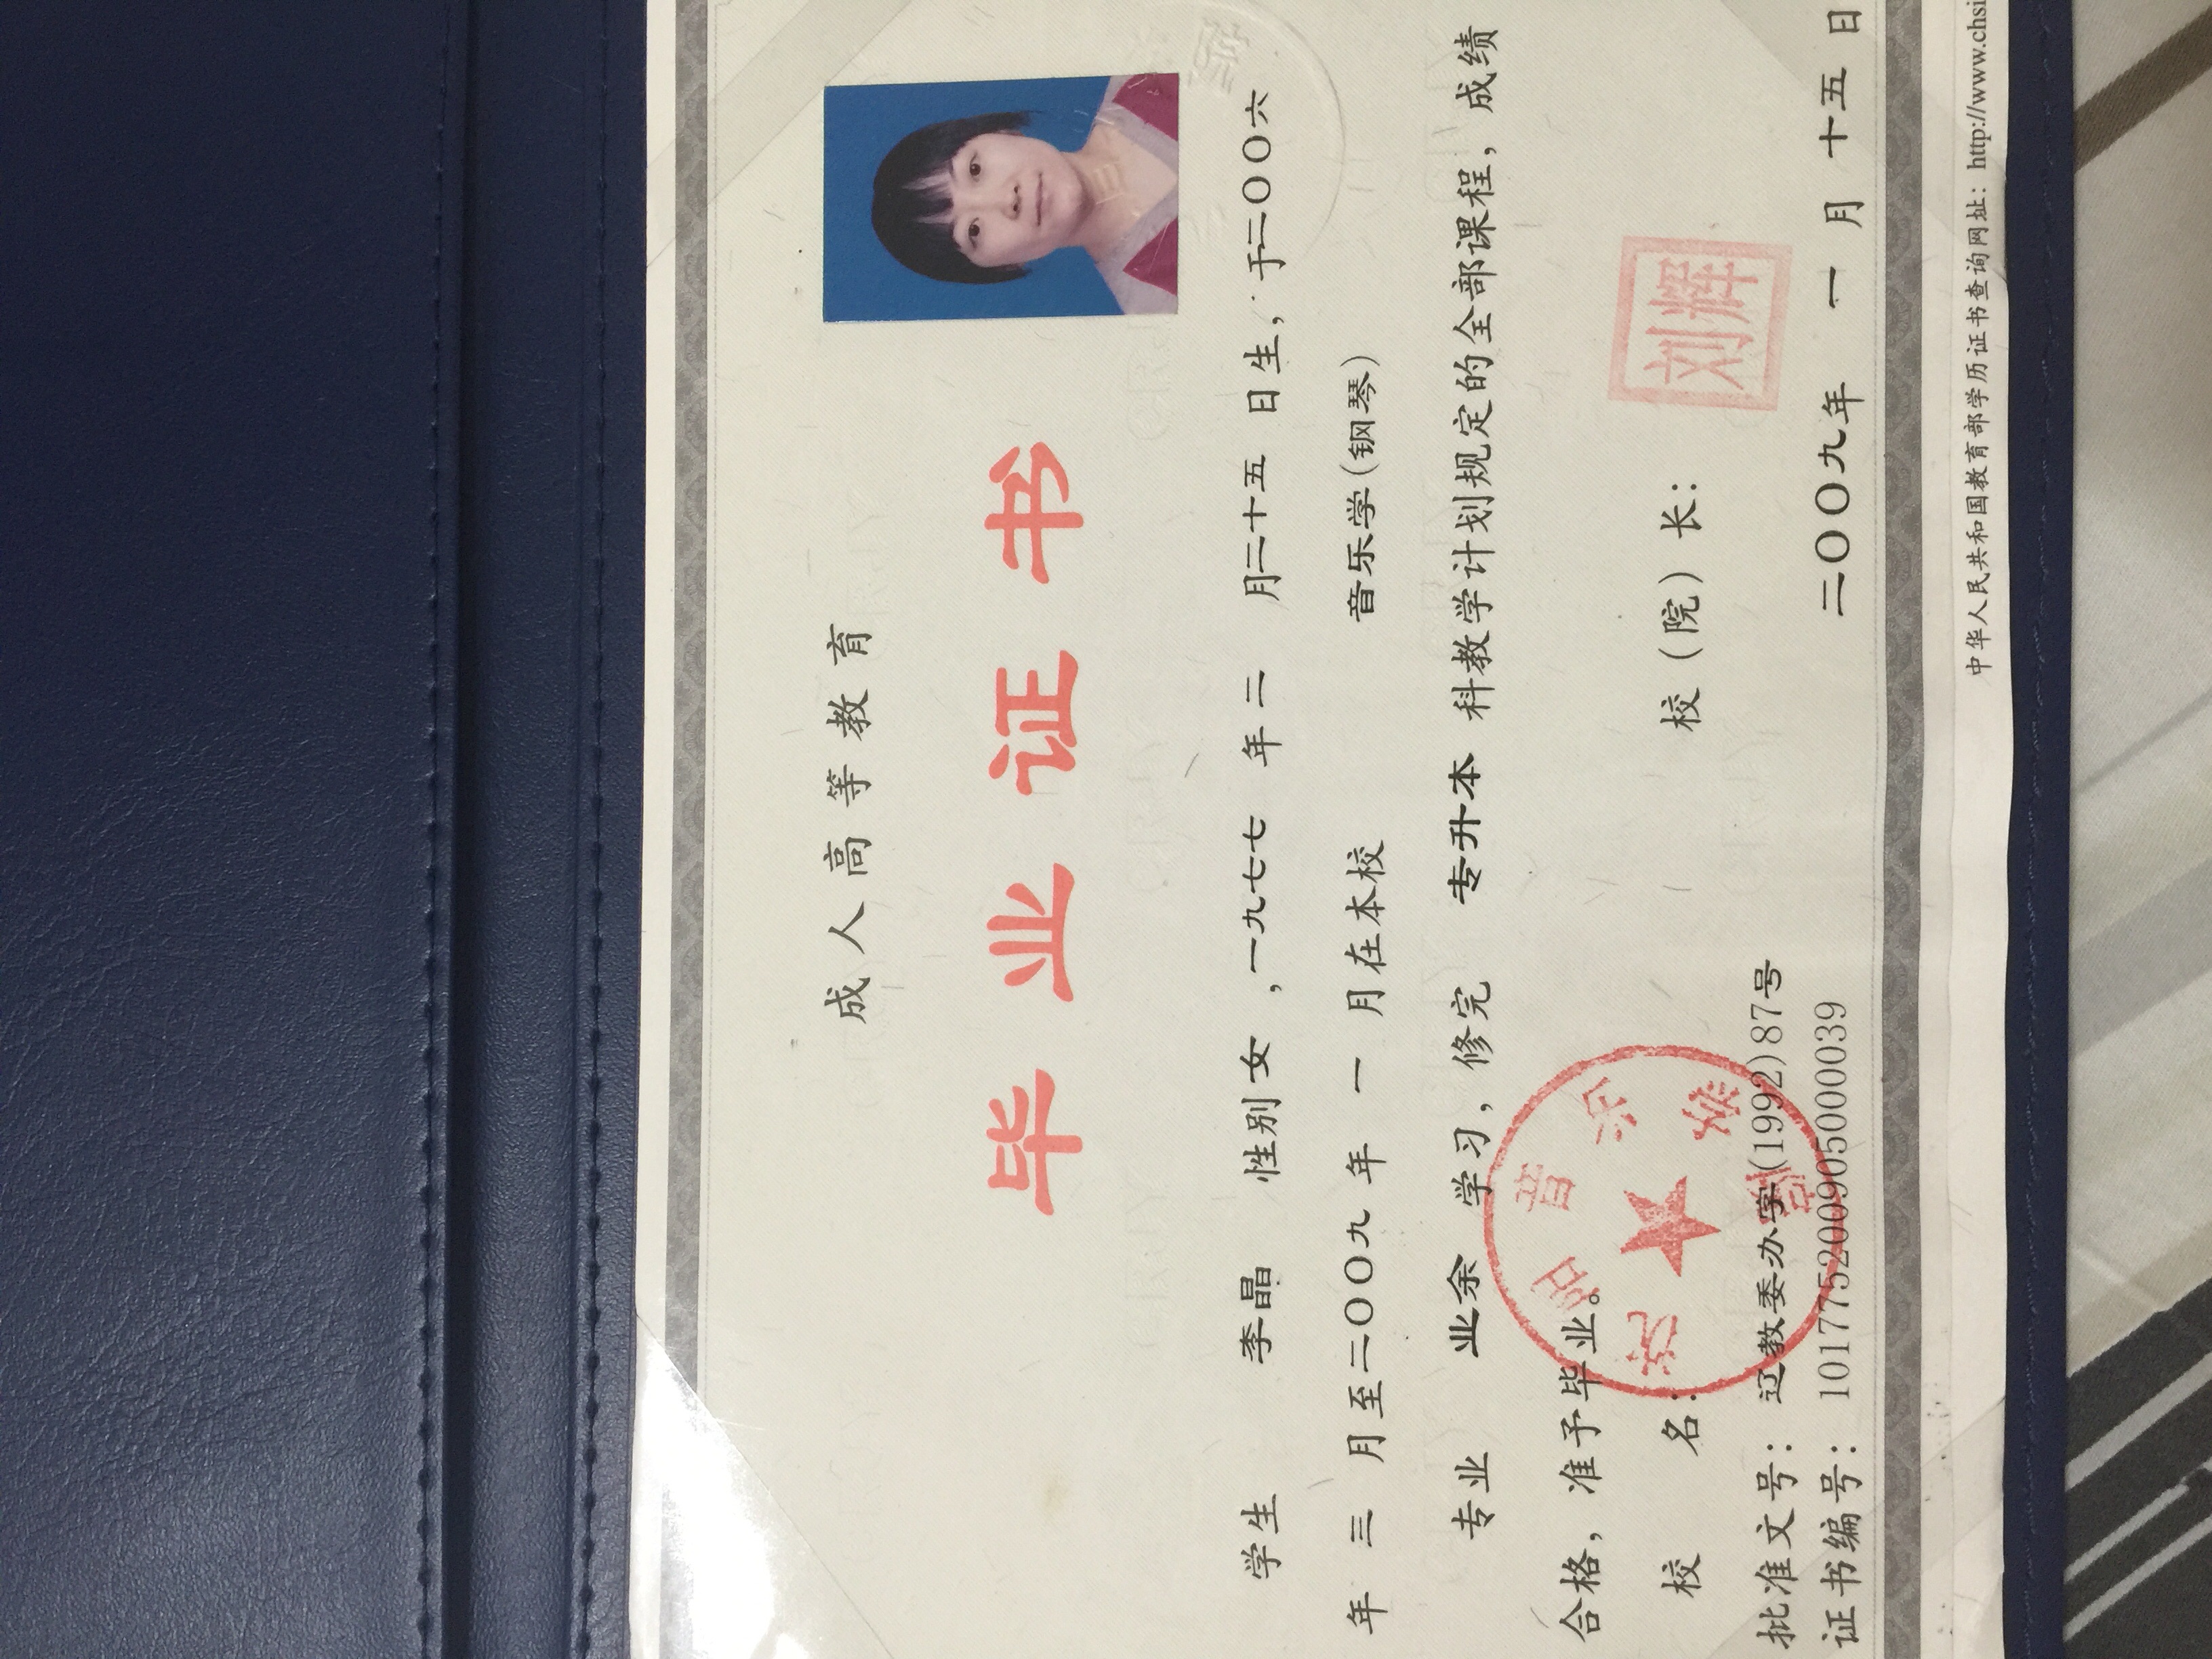 成人高等教育
毕业证书
学生 李晶 性别 女 ,一九七七 年 二 月 二十五 日生, 于二〇〇六
年 三 月至二〇〇九 年 一 月在本校 音乐学(钢琴)
专业 业余 学习, 修完 专升本 科教学计划规定的全部课程, 成绩
合格, 准予毕业。
沈阳音乐学院
校 名: 校(院)长: 刘辉
批准文号: 辽教委办字(1992)87号
证书编号: 101775200905000039 二〇〇九年 一 月 十五 日
中华人民共和国教育部学历证书查询网址: http://www.chsi